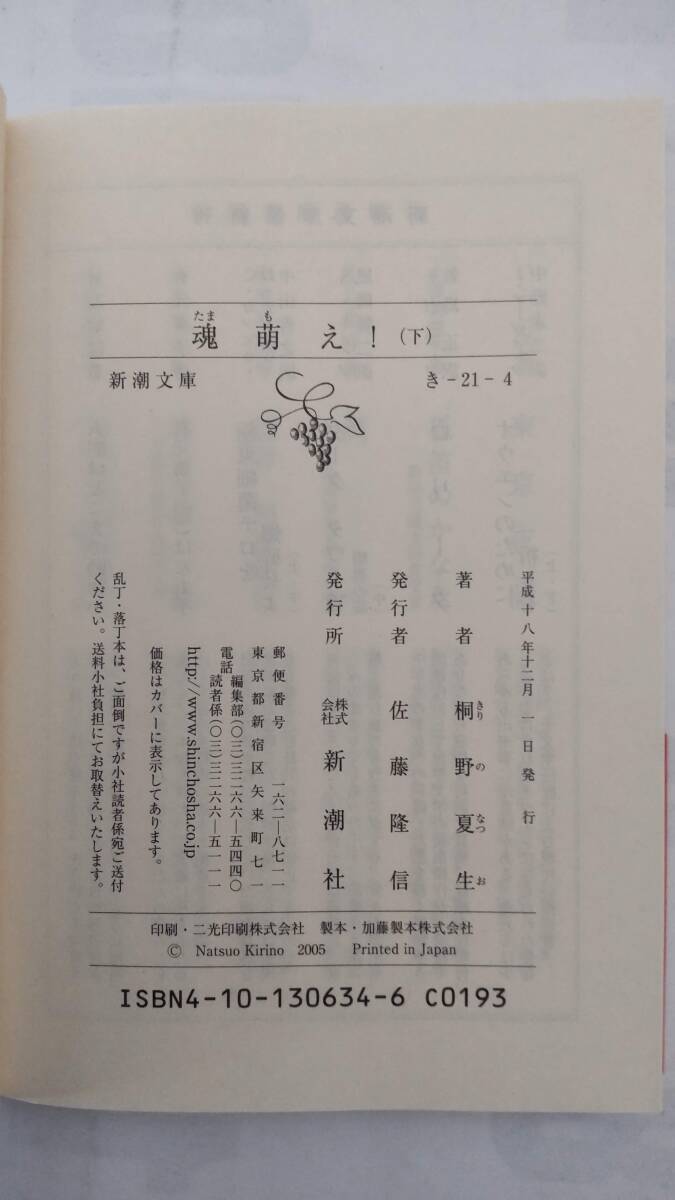 魂萌え！（下）
たま も
新潮文庫
き-21-4
平成十八年十二月一日発行
著者 桐野夏生
きり の なつ お
発行者 佐藤隆信
発行所 株式会社 新潮社
郵便番号 一六二―八七一一
東京都新宿区矢来町七一
電話 編集部(〇三)三二六六―五四四〇
読者係(〇三)三二六六―五一一一
http://www.shinchosha.co.jp
価格はカバーに表示してあります。
乱丁・落丁本は、ご面倒ですが小社読者係宛ご送付
ください。送料小社負担にてお取替えいたします。
印刷・二光印刷株式会社 製本・加藤製本株式会社
© Natsuo Kirino 2005 Printed in Japan
ISBN4-10-130634-6 C0193